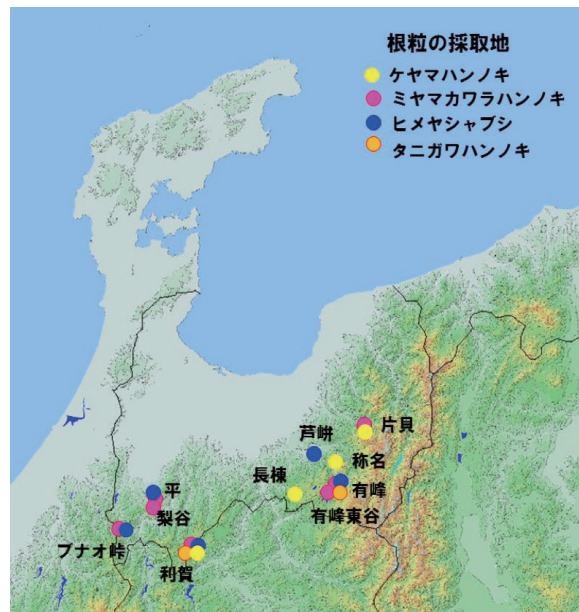 根粒の採取地
ケヤマハンノキ
ミヤマカワラハンノキ
ヒメヤシャブシ
タニガワハンノキ
片貝
芦峅
称名
長棟
有峰
平
有峰東谷
梨谷
ブナオ峠
利賀